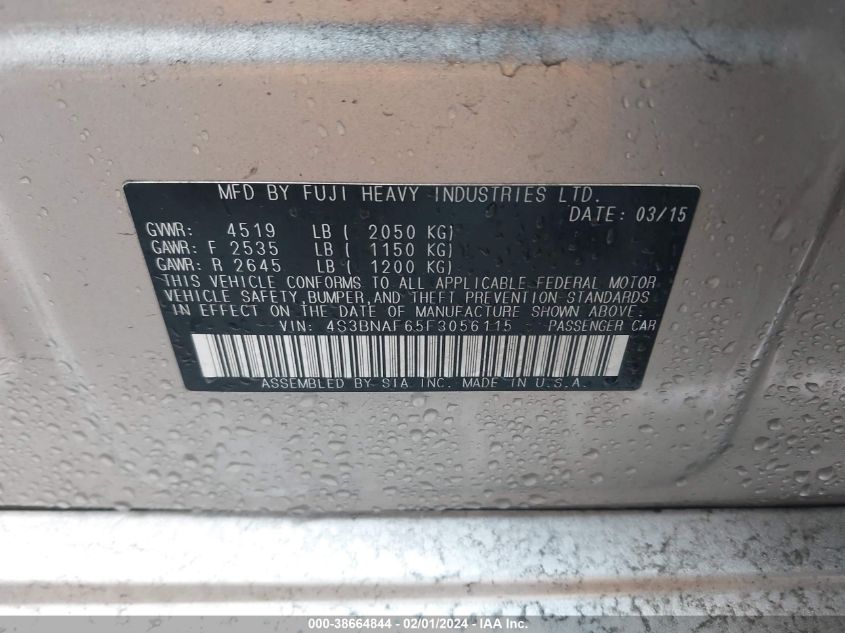 MFD BY FUJI HEAVY INDUSTRIES LTD.
DATE: 03/15
GVWR: 4519 LB ( 2050 KG)
GAWR: F 2535 LB ( 1150 KG)
GAWR: R 2645 LB ( 1200 KG)
THIS VEHICLE CONFORMS TO ALL APPLICABLE FEDERAL MOTOR
VEHICLE SAFETY, BUMPER, AND THEFT PREVENTION STANDARDS
IN EFFECT ON THE DATE OF MANUFACTURE SHOWN ABOVE.
VIN: 4S3BNAF65F3056115 PASSENGER CAR
ASSEMBLED BY SIA INC. MADE IN U.S.A.
000-38664844 - 02/01/2024 - IAA Inc.